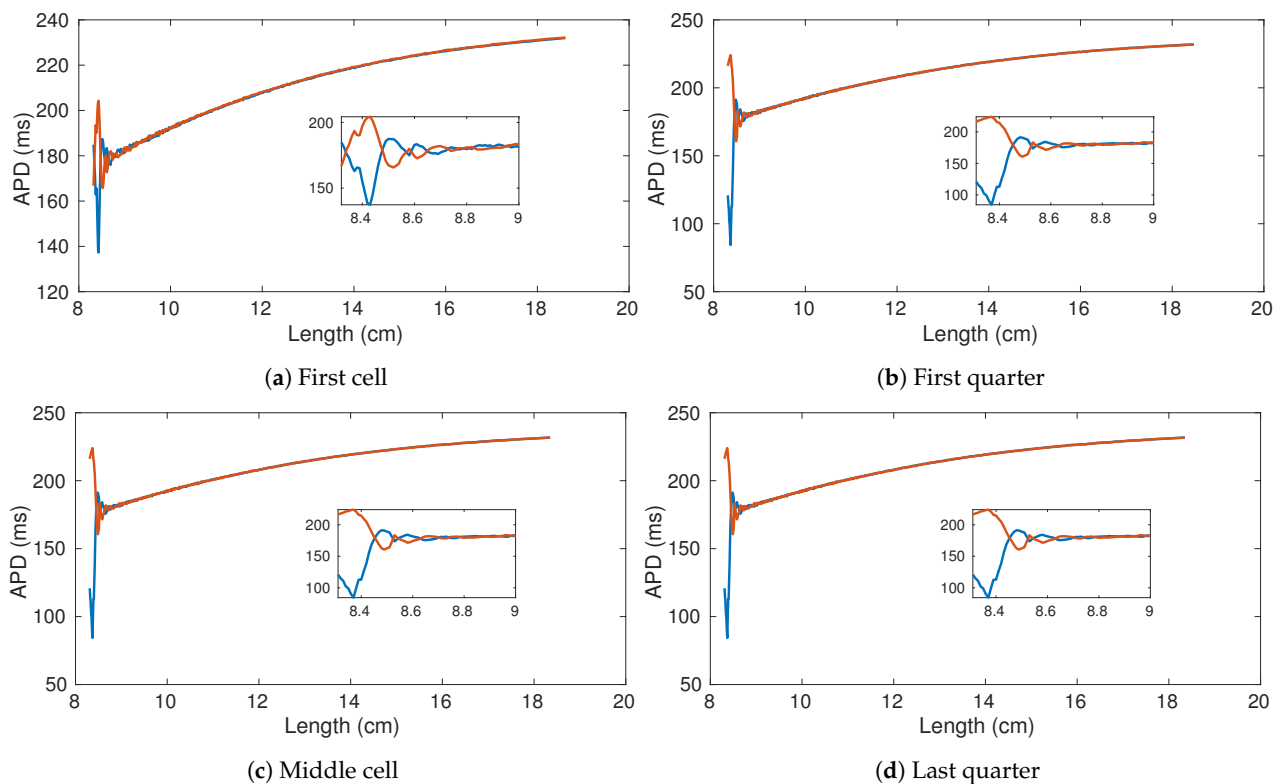 240
220
200
180
160
140
120
APD (ms)
200
150
8.4 8.6 8.8 9
8 10 12 14 16 18 20
Length (cm)
(a) First cell
250
200
150
100
50
APD (ms)
200
150
100
8.4 8.6 8.8 9
8 10 12 14 16 18 20
Length (cm)
(b) First quarter
250
200
150
100
50
APD (ms)
200
150
100
8.4 8.6 8.8 9
8 10 12 14 16 18 20
Length (cm)
(c) Middle cell
250
200
150
100
50
APD (ms)
200
150
100
8.4 8.6 8.8 9
8 10 12 14 16 18 20
Length (cm)
(d) Last quarter